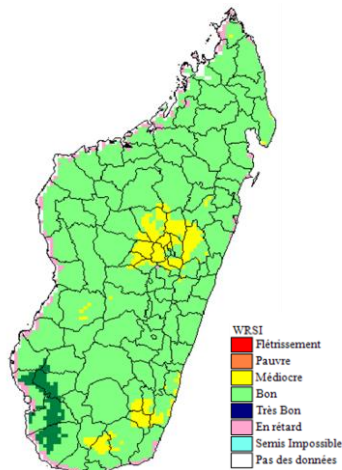 WRSI
Flétrissement
Pauvre
Médiocre
Bon
Très Bon
En rétard
Semis Impossible
Pas des données